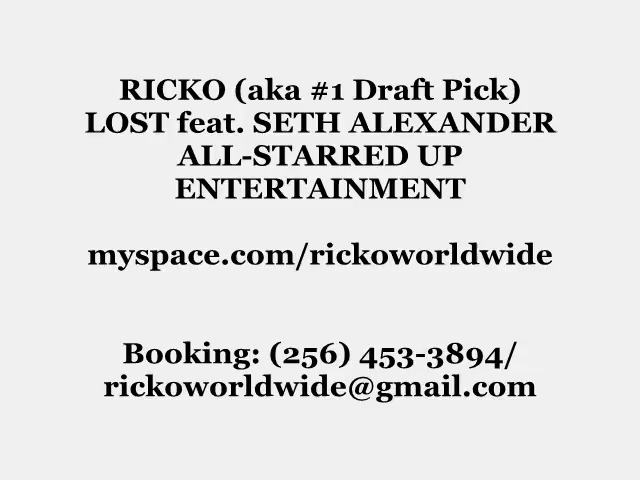 RICKO (aka #1 Draft Pick)
LOST feat. SETH ALEXANDER
ALL-STARRED UP
ENTERTAINMENT
myspace.com/rickoworldwide
Booking: (256) 453-3894/
rickoworldwide@gmail.com